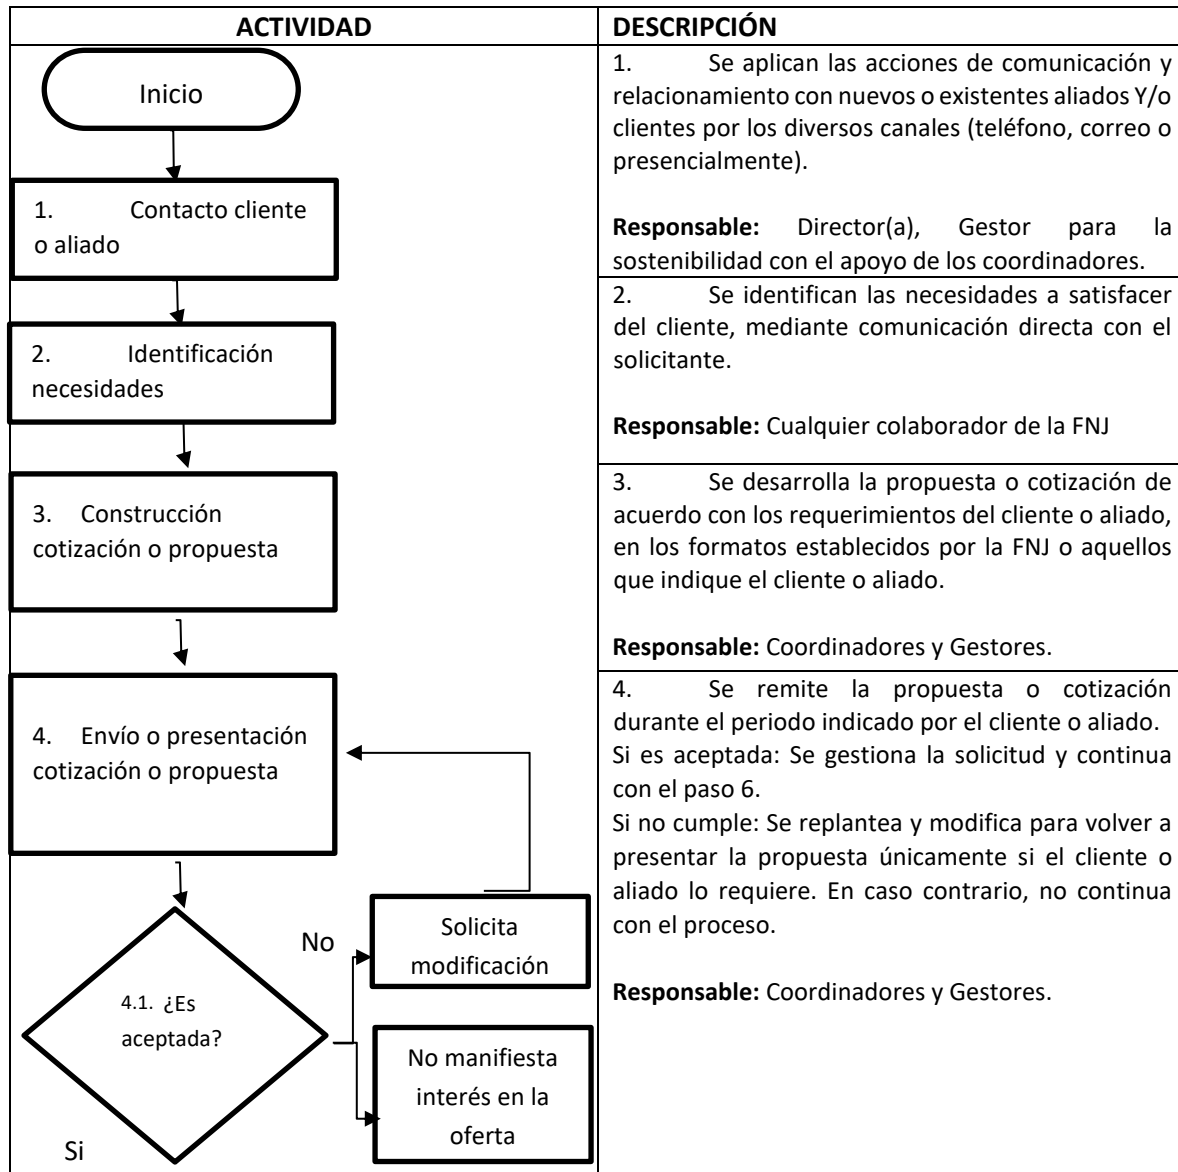 ACTIVIDAD
DESCRIPCIÓN
Inicio
1. Contacto cliente
o aliado
2. Identificación
necesidades
3. Construcción
cotización o propuesta
4. Envío o presentación
cotización o propuesta
4.1. ¿Es
aceptada?
No
Si
Solicita
modificación
No manifiesta
interés en la
oferta
1. Se aplican las acciones de comunicación y
relacionamiento con nuevos o existentes aliados Y/o
clientes por los diversos canales (teléfono, correo o
presencialmente).
Responsable: Director(a), Gestor para la
sostenibilidad con el apoyo de los coordinadores.
2. Se identifican las necesidades a satisfacer
del cliente, mediante comunicación directa con el
solicitante.
Responsable: Cualquier colaborador de la FNJ
3. Se desarrolla la propuesta o cotización de
acuerdo con los requerimientos del cliente o aliado,
en los formatos establecidos por la FNJ o aquellos
que indique el cliente o aliado.
Responsable: Coordinadores y Gestores.
4. Se remite la propuesta o cotización
durante el periodo indicado por el cliente o aliado.
Si es aceptada: Se gestiona la solicitud y continua
con el paso 6.
Si no cumple: Se replantea y modifica para volver a
presentar la propuesta únicamente si el cliente o
aliado lo requiere. En caso contrario, no continua
con el proceso.
Responsable: Coordinadores y Gestores.